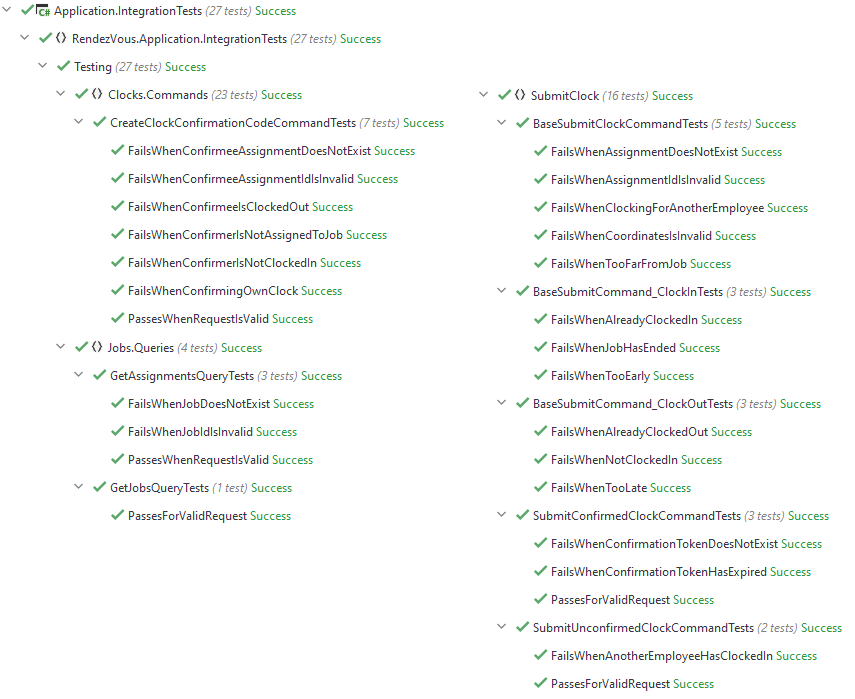 C# Application.IntegrationTests (27 tests) Success
RendezVous.Application.IntegrationTests (27 tests) Success
Testing (27 tests) Success
Clocks.Commands (23 tests) Success
CreateClockConfirmationCodeCommandTests (7 tests) Success
FailsWhenConfirmeeAssignmentDoesNotExist Success
FailsWhenConfirmeeAssignmentIdIsInvalid Success
FailsWhenConfirmeeIsClockedOut Success
FailsWhenConfirmerIsNotAssignedToJob Success
FailsWhenConfirmerIsNotClockedIn Success
FailsWhenConfirmingOwnClock Success
PassesWhenRequestIsValid Success
Jobs.Queries (4 tests) Success
GetAssignmentsQueryTests (3 tests) Success
FailsWhenJobDoesNotExist Success
FailsWhenJobIdIsInvalid Success
PassesWhenRequestIsValid Success
GetJobsQueryTests (1 test) Success
PassesForValidRequest Success
SubmitClock (16 tests) Success
BaseSubmitClockCommandTests (5 tests) Success
FailsWhenAssignmentDoesNotExist Success
FailsWhenAssignmentIdIsInvalid Success
FailsWhenClockingForAnotherEmployee Success
FailsWhenCoordinatesIsInvalid Success
FailsWhenTooFarFromJob Success
BaseSubmitCommand_ClockInTests (3 tests) Success
FailsWhenAlreadyClockedIn Success
FailsWhenJobHasEnded Success
FailsWhenTooEarly Success
BaseSubmitCommand_ClockOutTests (3 tests) Success
FailsWhenAlreadyClockedOut Success
FailsWhenNotClockedIn Success
FailsWhenTooLate Success
SubmitConfirmedClockCommandTests (3 tests) Success
FailsWhenConfirmationTokenDoesNotExist Success
FailsWhenConfirmationTokenHasExpired Success
PassesForValidRequest Success
SubmitUnconfirmedClockCommandTests (2 tests) Success
FailsWhenAnotherEmployeeHasClockedIn Success
PassesForValidRequest Success